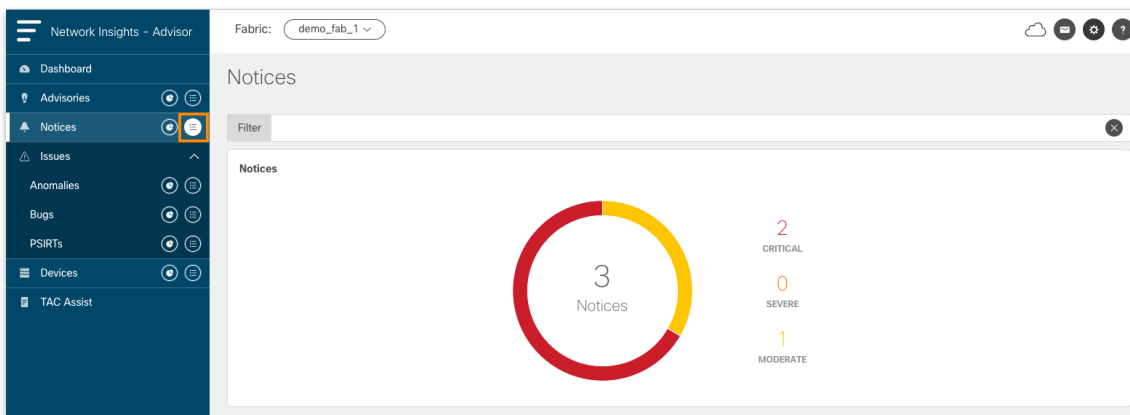 Network Insights - Advisor
Fabric: demo_fab_1
?
Dashboard
Advisories
Notices
Issues
Anomalies
Bugs
PSIRTs
Devices
TAC Assist
Notices
Filter
Notices
3
Notices
2
CRITICAL
0
SEVERE
1
MODERATE